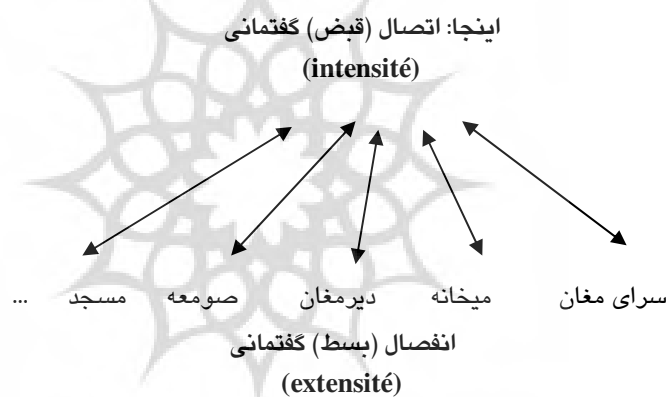 اینجا: اتصال (قبض) گفتمانی
(intensité)
سرای مغان میخانه دیرمغان صومعه مسجد ...
انفصال (بسط) گفتمانی
(extensité)